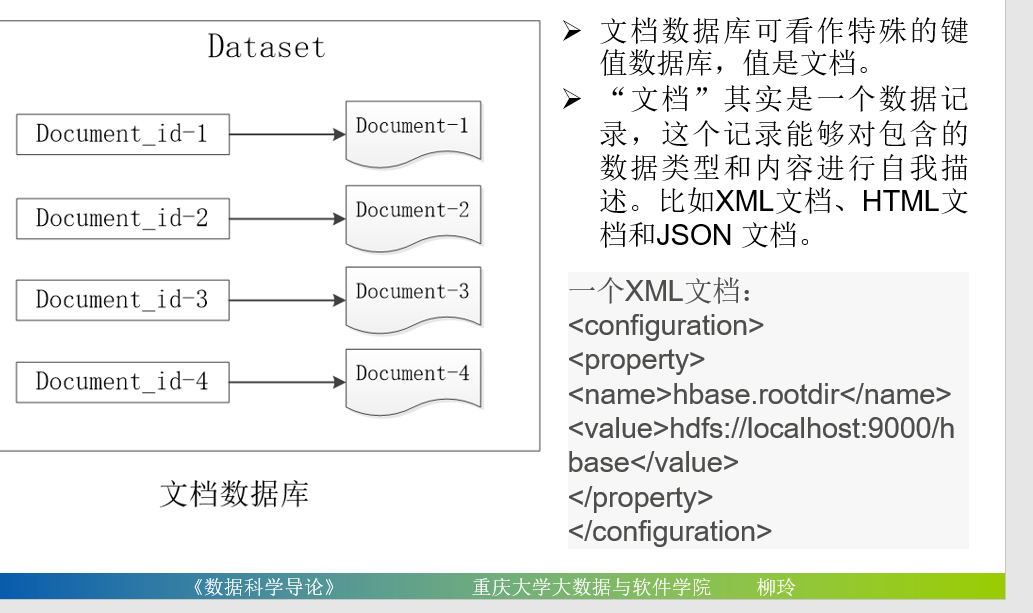 Dataset
Document_id-1
Document-1
Document_id-2
Document-2
Document_id-3
Document-3
Document_id-4
Document-4
文档数据库
➢ 文档数据库可看作特殊的键
值数据库，值是文档。
➢ “文档”其实是一个数据记
录，这个记录能够对包含的
数据类型和内容进行自我描
述。比如XML文档、HTML文
档和JSON 文档。
一个XML文档：
<configuration>
<property>
<name>hbase.rootdir</name>
<value>hdfs://localhost:9000/h
base</value>
</property>
</configuration>
《数据科学导论》 重庆大学大数据与软件学院 柳玲